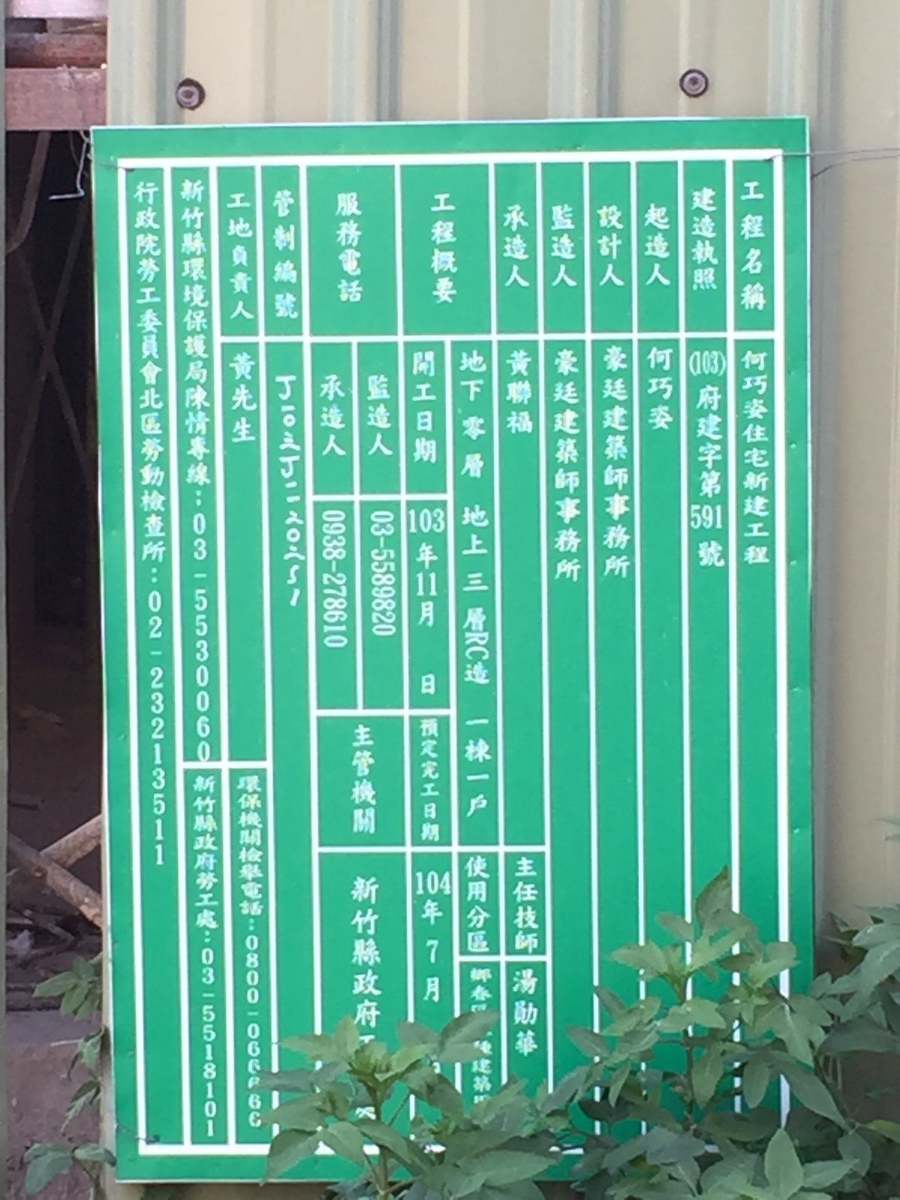 工程名稱 何巧姿住宅新建工程
建造執照 (103)府建字第591號
起造人 何巧姿
設計人 豪廷建築師事務所
監造人 豪廷建築師事務所
承造人 黃聯福 主任技師 湯勛華
工程概要 地下零層 地上三層RC造 一棟一戶 使用分區 鄉春區 種建築
開工日期 103年11月 日 預定完工日期 104年7月
服務電話 監造人 03-5589820 主管機關 新竹縣政府
承造人 0938-278610
管制編號
工地負責人 黃先生 環保機關檢舉電話:0800-066666
新竹縣環境保護局陳情專線:03-5530060 新竹縣政府勞工處:03-5518101
行政院勞工委員會北區勞動檢查所:02-23213511